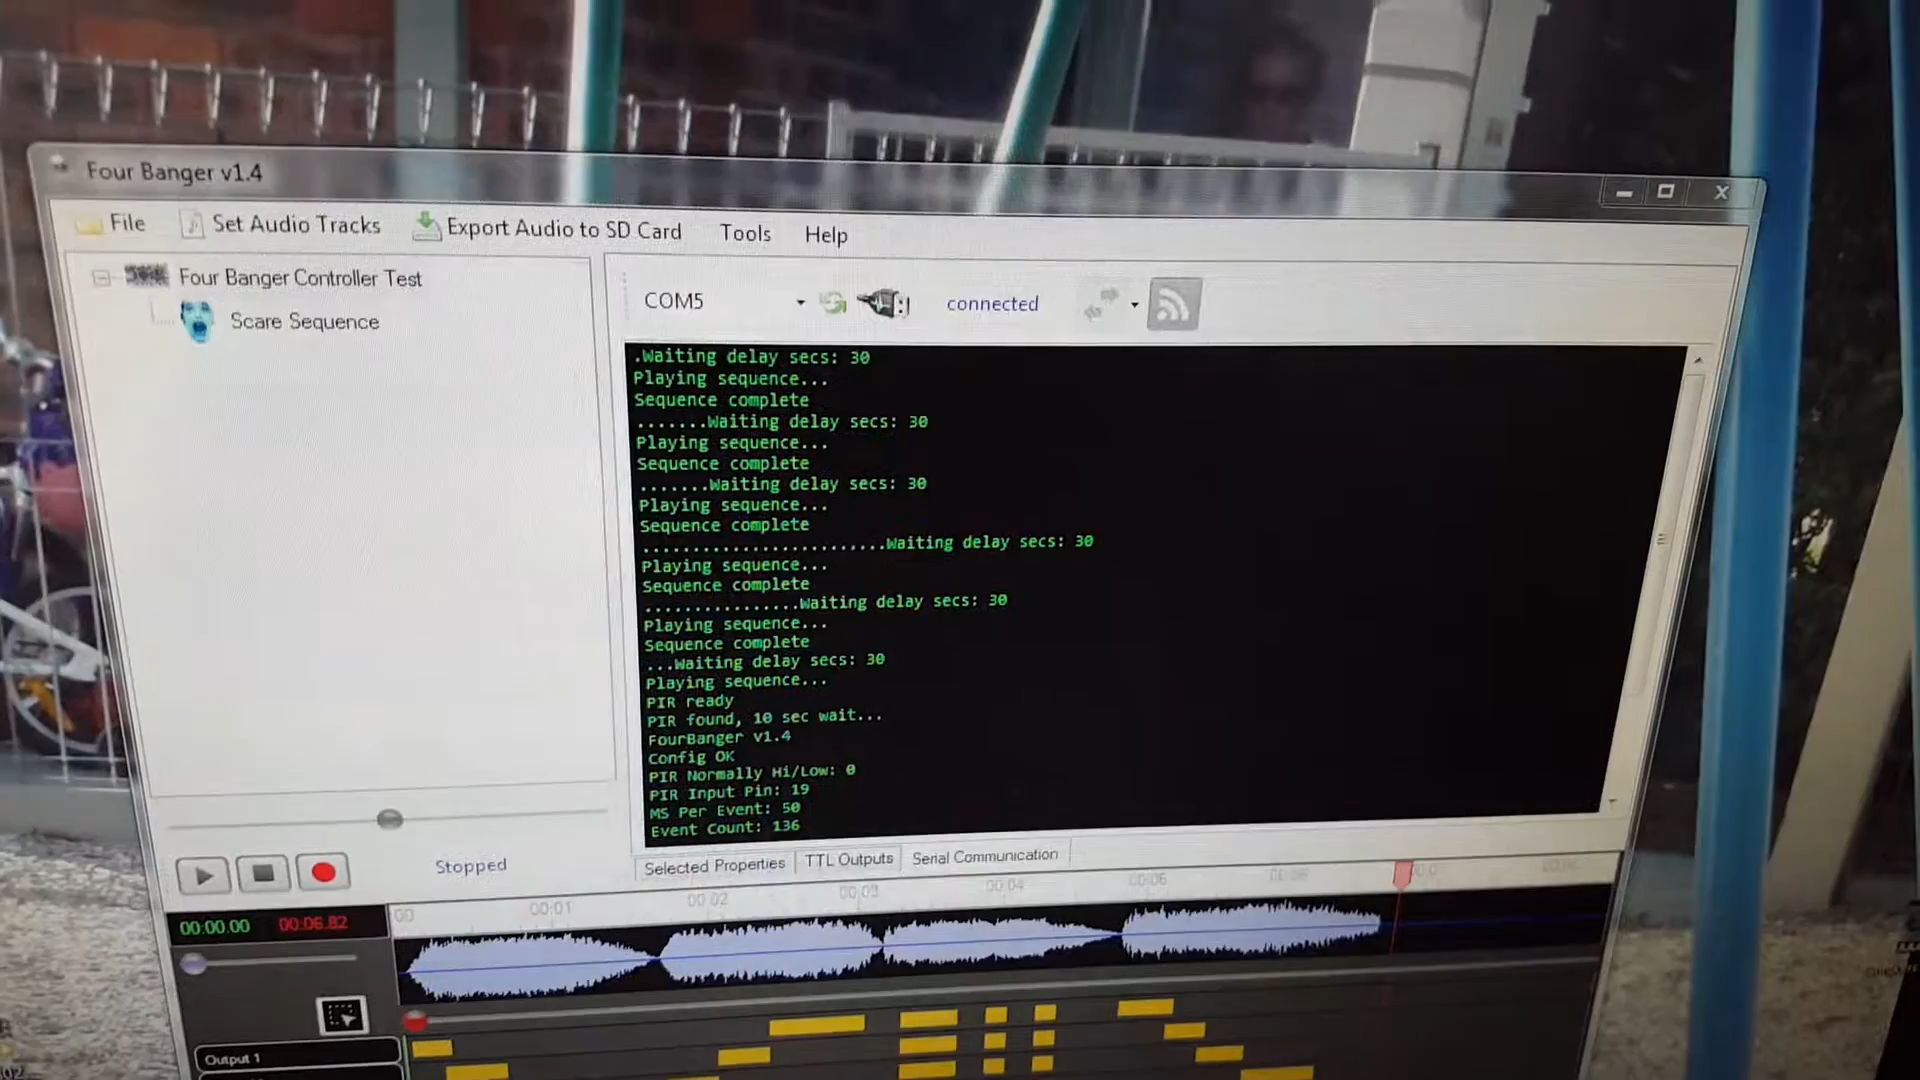 Four Banger v1.4
File Set Audio Tracks Export Audio to SD Card Tools Help
Four Banger Controller Test
Scare Sequence
COM5 connected
.Waiting delay secs: 30
Playing sequence...
Sequence complete
.......Waiting delay secs: 30
Playing sequence...
Sequence complete
.......Waiting delay secs: 30
Playing sequence...
Sequence complete
........................Waiting delay secs: 30
Playing sequence...
Sequence complete
................Waiting delay secs: 30
Playing sequence...
Sequence complete
...Waiting delay secs: 30
Playing sequence...
PIR ready
PIR found, 10 sec wait...
FourBanger v1.4
Config OK
PIR Normally Hi/Low: 0
PIR Input Pin: 19
MS Per Event: 50
Event Count: 136
Stopped
Selected Properties TTL Outputs Serial Communication
00:00.00 00:06.82
00 00:01 00:02 00:03 00:04
Output 1